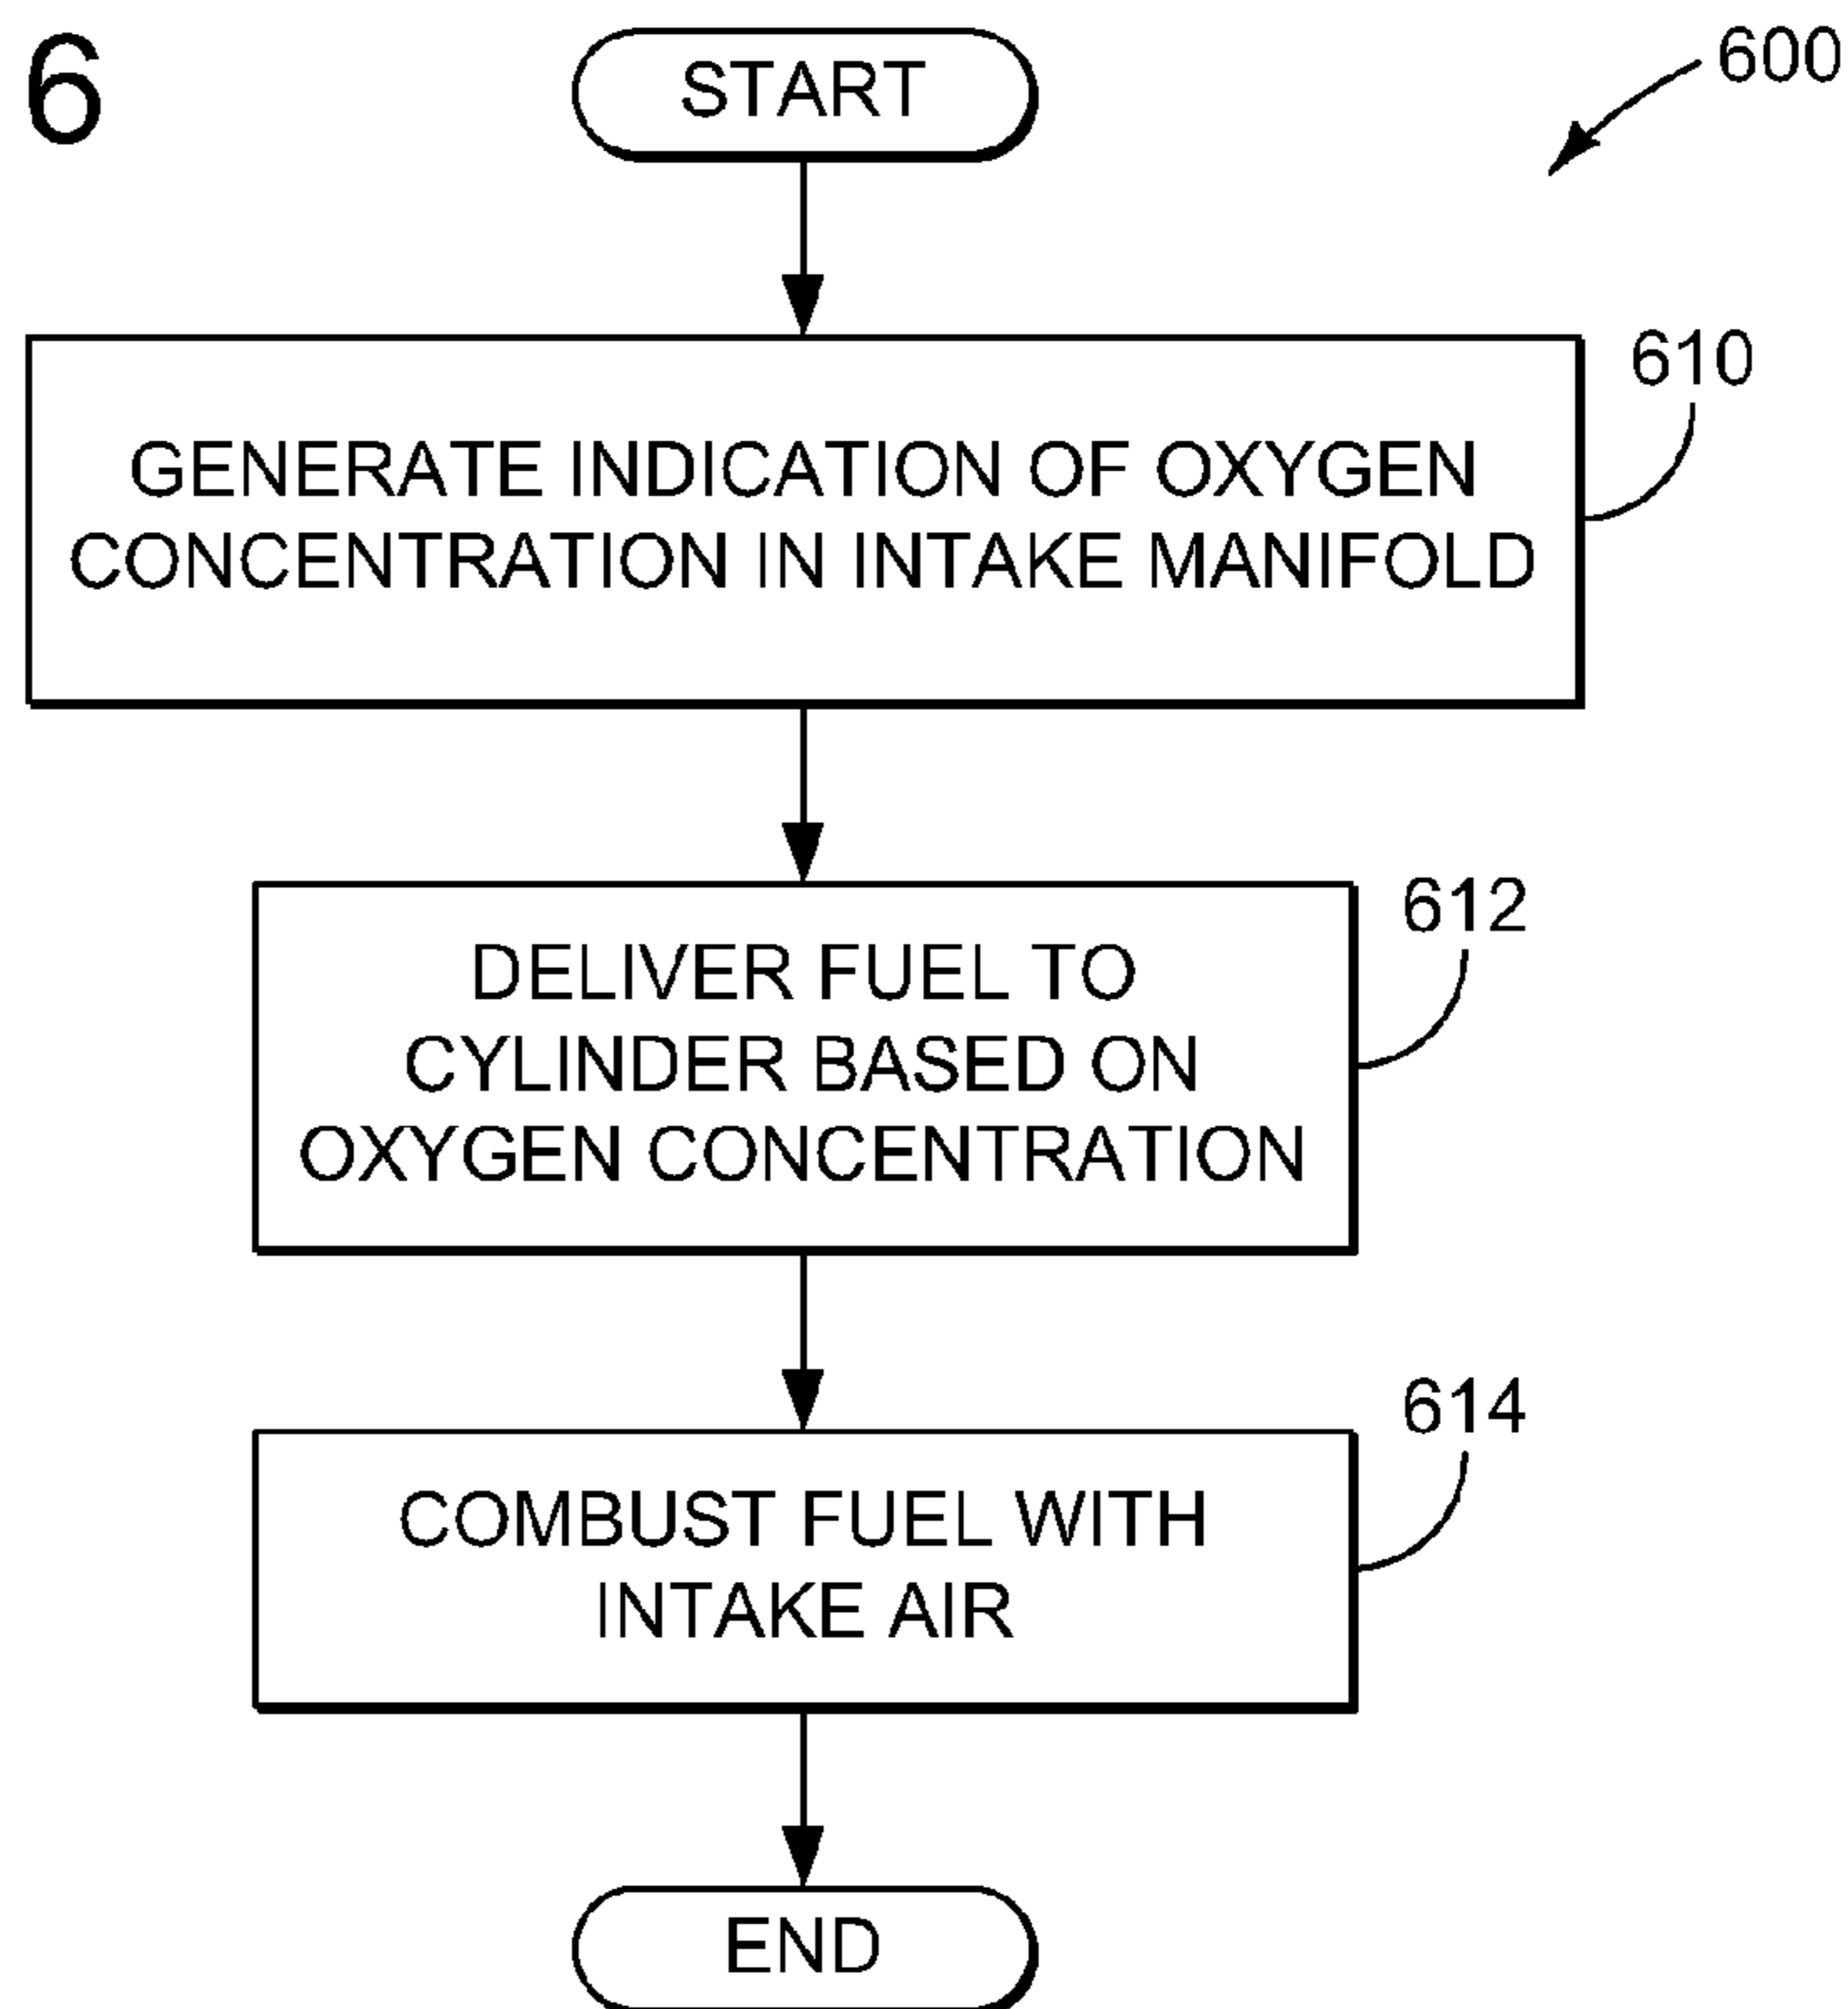 6
START
600
610
GENERATE INDICATION OF OXYGEN
CONCENTRATION IN INTAKE MANIFOLD
612
DELIVER FUEL TO
CYLINDER BASED ON
OXYGEN CONCENTRATION
614
COMBUST FUEL WITH
INTAKE AIR
END